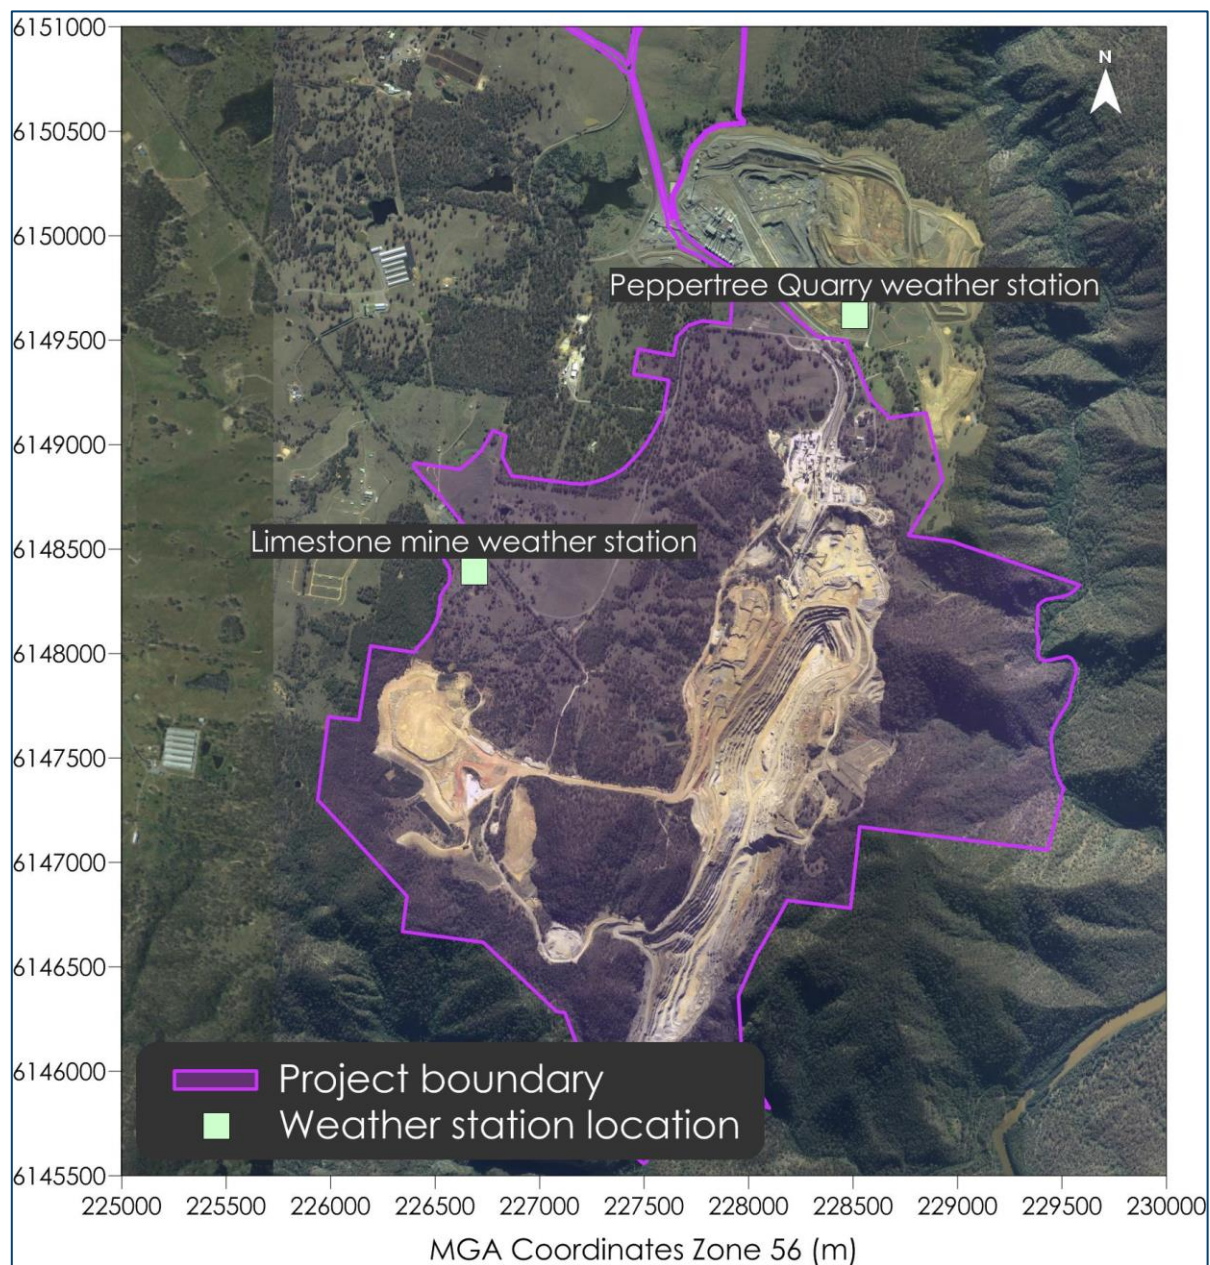 6151000
N
6150500
6150000
Peppertree Quarry weather station
6149500
6149000
Limestone mine weather station
6148500
6148000
6147500
6147000
6146500
6146000
Project boundary
Weather station location
6145500
225000 225500 226000 226500 227000 227500 228000 228500 229000 229500 230000
MGA Coordinates Zone 56 (m)